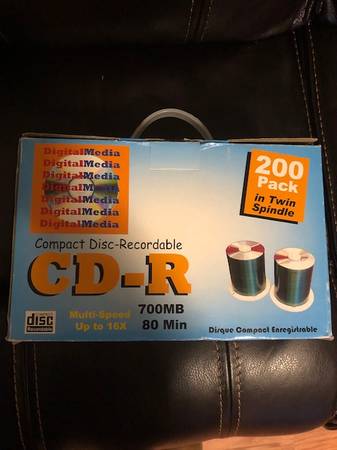 DigitalMedia
DigitalMedia
DigitalMedia
DigitalMedia
DigitalMedia
DigitalMedia
DigitalMedia
200
Pack
in Twin
Spindle
Compact Disc-Recordable
CD-R
disc
Recordable
Multi-Speed
Up to 16X
700MB
80 Min
Disque Compact Enregistrable